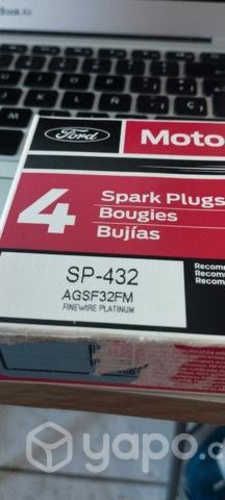 Book Air
Ford
Moto
4
Spark Plugs
Bougies
Bujías
SP-432
AGSF32FM
FINEWIRE PLATINUM
Recom
Recom
Recom
yapo.c